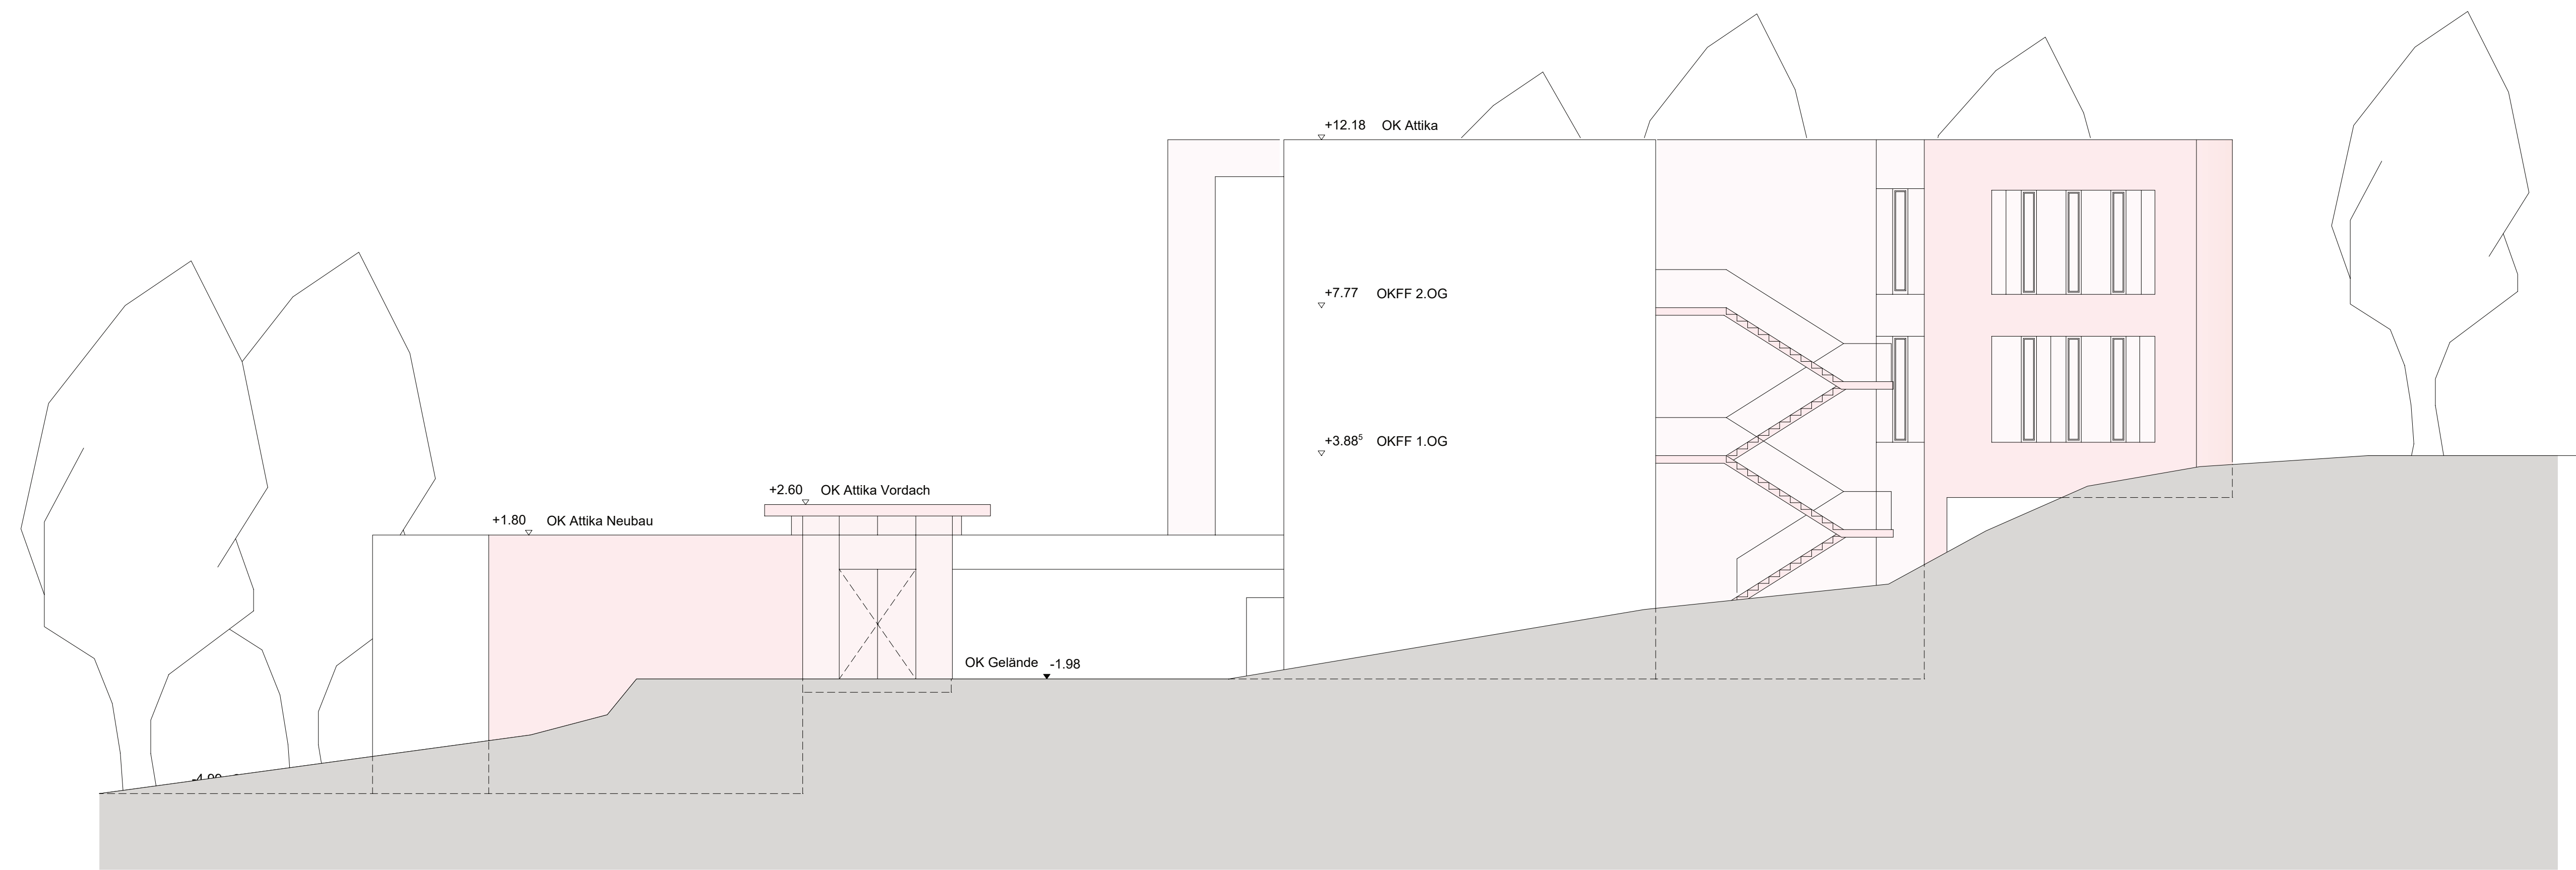 +12.18 OK Attika
+7.77 OKFF 2.OG
+3.88⁵ OKFF 1.OG
+2.60 OK Attika Vordach
+1.80 OK Attika Neubau
OK Gelände -1.98